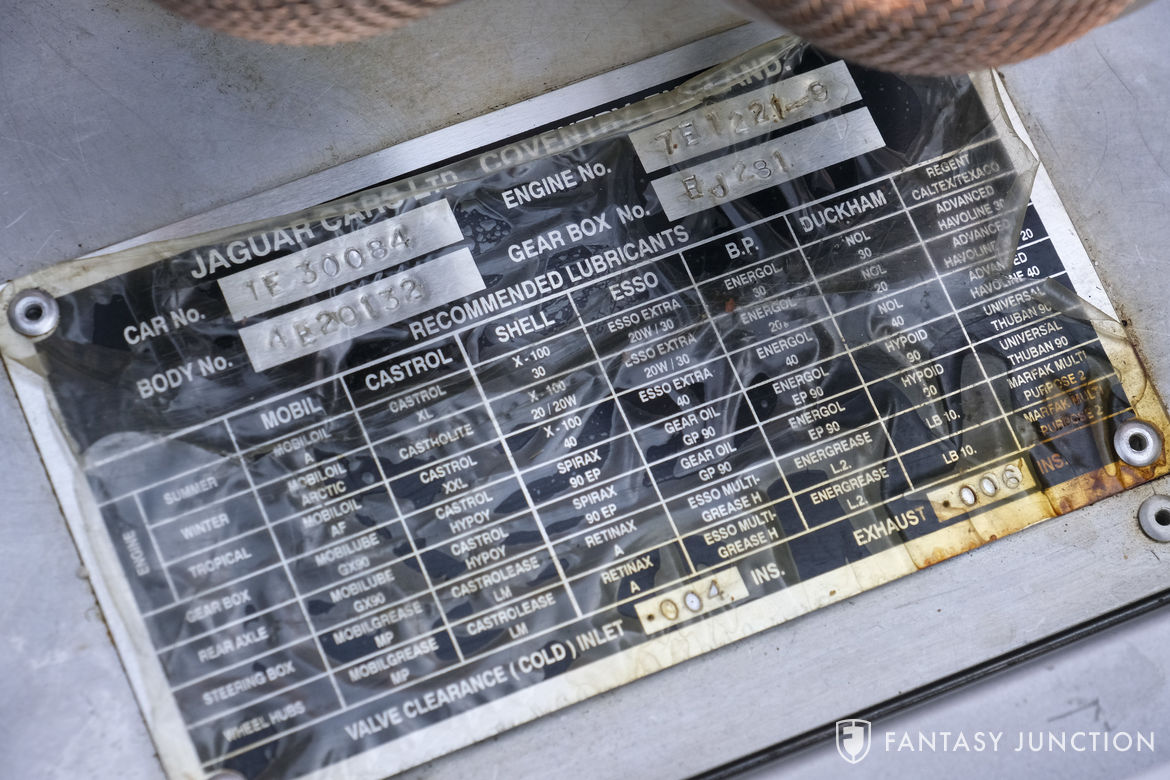 JAGUAR CARS LTD. COVENTRY, ENGLAND.
CAR No. 1E 30084 ENGINE No. 7E1221-9
BODY No. 4E20132 GEAR BOX No. EJ281
RECOMMENDED LUBRICANTS
MOBIL CASTROL SHELL ESSO B.P. DUCKHAM REGENT
CALTEX/TEXACO
ENGINE
SUMMER MOBILOIL CASTROL X-100 ESSO EXTRA ENERGOL NOL ADVANCED
A XL 30 20W/30 30 30 HAVOLINE 30
WINTER MOBILOIL CASTROLITE X-100 ESSO EXTRA ENERGOL NOL ADVANCED
ARCTIC 20/20W 20W/30 20 HAVOLINE 20
TROPICAL MOBILOIL CASTROL X-100 ESSO EXTRA ENERGOL NOL ADVANCED
AF XXL 40 40 40 40 HAVOLINE 40
GEAR BOX MOBILUBE CASTROL SPIRAX GEAR OIL ENERGOL HYPOID UNIVERSAL
GX90 HYPOY 90 EP GP 90 EP 90 90 THUBAN 90
REAR AXLE MOBILUBE CASTROL SPIRAX GEAR OIL ENERGOL HYPOID UNIVERSAL
GX90 HYPOY 90 EP GP 90 EP 90 90 THUBAN 90
STEERING BOX MOBILGREASE CASTROLEASE RETINAX ESSO MULTI- ENERGREASE LB 10. MARFAK MULTI
MP LM A GREASE H L.2. PURPOSE 2
WHEEL HUBS MOBILGREASE CASTROLEASE RETINAX ESSO MULTI- ENERGREASE LB 10. MARFAK MULTI
MP LM A GREASE H L.2 PURPOSE 2
VALVE CLEARANCE (COLD) INLET .004 INS. EXHAUST .006 INS.
FANTASY JUNCTION